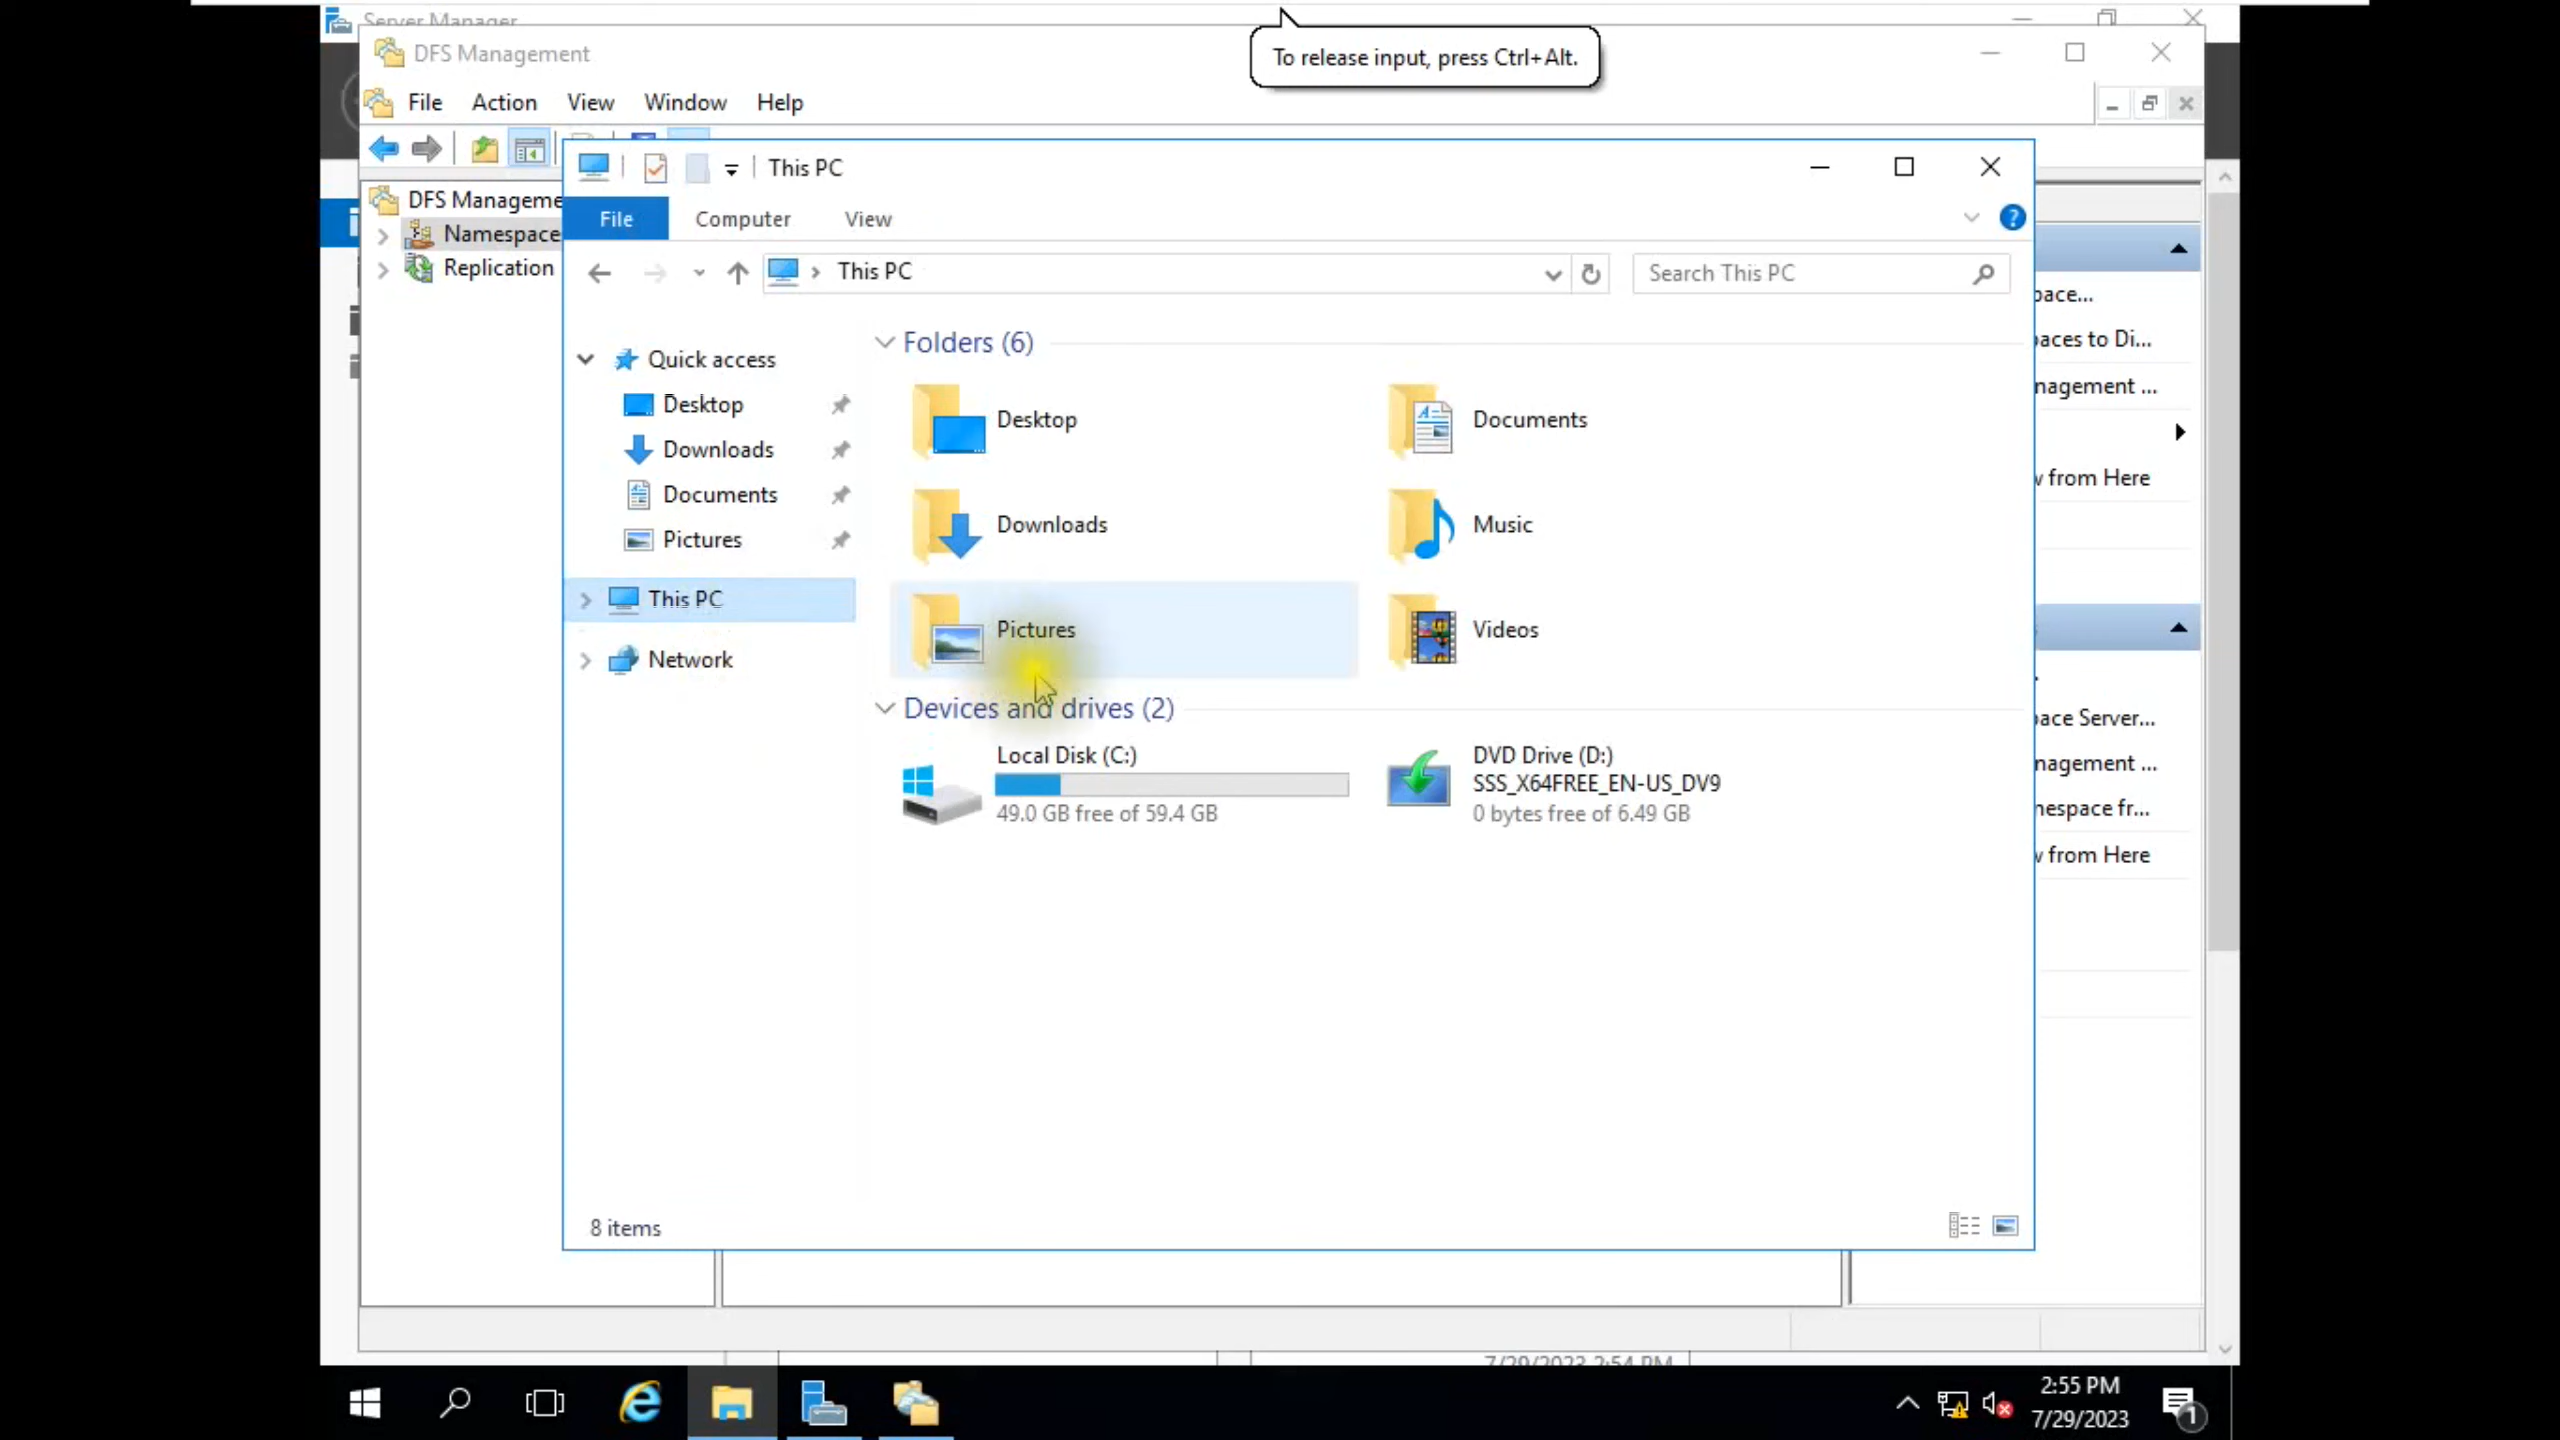 Server Manager
DFS Management
To release input, press Ctrl+Alt.
File Action View Window Help
This PC
DFS Manageme
Namespace
Replication
File Computer View
This PC
Search This PC
Quick access
Desktop
Downloads
Documents
Pictures
This PC
Network
Folders (6)
Desktop
Documents
Downloads
Music
Pictures
Videos
Devices and drives (2)
Local Disk (C:)
49.0 GB free of 59.4 GB
DVD Drive (D:)
SSS_X64FREE_EN-US_DV9
0 bytes free of 6.49 GB
pace...
paces to Di...
nagement ...
w from Here
pace Server...
nagement ...
nespace fr...
w from Here
8 items
7/29/2023 2:54 PM
2:55 PM
7/29/2023
1